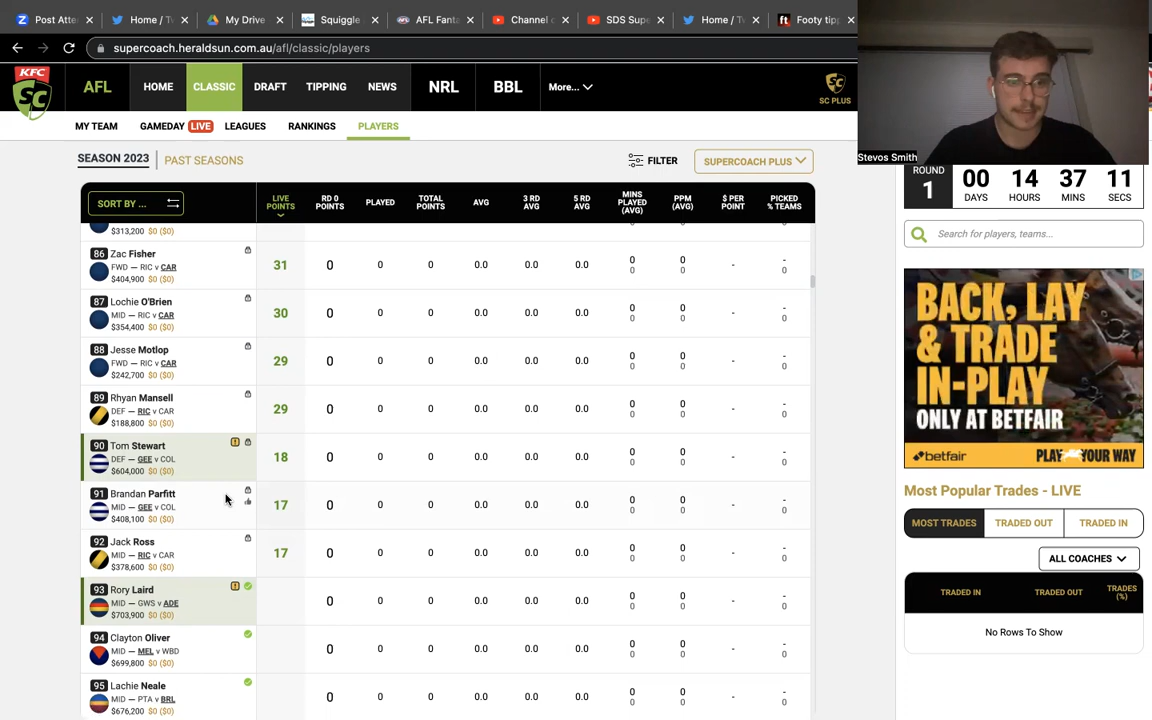 Post Atte
Home / Tw
My Drive
Squiggle
AFL Fanta
Channel c
SDS Supe
Home / Tw
Footy tip
supercoach.heraldsun.com.au/afl/classic/players
KFC
SC
AFL
HOME
CLASSIC
DRAFT
TIPPING
NEWS
NRL
BBL
More...
SC PLUS
MY TEAM
GAMEDAY LIVE
LEAGUES
RANKINGS
PLAYERS
Stevos Smith
SEASON 2023 | PAST SEASONS
FILTER
SUPERCOACH PLUS
SORT BY ...
LIVE POINTS
RD 0 POINTS
PLAYED
TOTAL POINTS
AVG
3 RD AVG
5 RD AVG
MINS PLAYED (AVG)
PPM (AVG)
$ PER POINT
PICKED % TEAMS
$313,200 $0 ($0)
86 Zac Fisher
FWD — RIC v CAR
$404,900 $0 ($0)
31 0 0 0 0.0 0.0 0.0 0 0 0 0 - - 0
87 Lochie O'Brien
MID — RIC v CAR
$354,400 $0 ($0)
30 0 0 0 0.0 0.0 0.0 0 0 0 0 - - 0
88 Jesse Motlop
FWD — RIC v CAR
$242,700 $0 ($0)
29 0 0 0 0.0 0.0 0.0 0 0 0 0 - - 0
89 Rhyan Mansell
DEF — RIC v CAR
$188,800 $0 ($0)
29 0 0 0 0.0 0.0 0.0 0 0 0 0 - - 0
90 Tom Stewart
DEF — GEE v COL
$604,000 $0 ($0)
18 0 0 0 0.0 0.0 0.0 0 0 0 0 - - 0
91 Brandan Parfitt
MID — GEE v COL
$408,100 $0 ($0)
17 0 0 0 0.0 0.0 0.0 0 0 0 0 - - 0
92 Jack Ross
MID — RIC v CAR
$378,600 $0 ($0)
17 0 0 0 0.0 0.0 0.0 0 0 0 0 - - 0
93 Rory Laird
MID — GWS v ADE
$703,900 $0 ($0)
0 0 0 0.0 0.0 0.0 0 0 0 0 - - 0
94 Clayton Oliver
MID — MEL v WBD
$699,800 $0 ($0)
0 0 0 0.0 0.0 0.0 0 0 0 0 - - 0
95 Lachie Neale
MID — PTA v BRL
$676,200 $0 ($0)
0 0 0 0.0 0.0 0.0 0 0 0 0 - - 0
ROUND 1
00 DAYS
14 HOURS
37 MINS
11 SECS
Search for players, teams...
BACK, LAY
& TRADE
IN-PLAY
ONLY AT BETFAIR
betfair
PLAY YOUR WAY
Most Popular Trades - LIVE
MOST TRADES
TRADED OUT
TRADED IN
ALL COACHES
TRADED IN
TRADED OUT
TRADES (%)
No Rows To Show